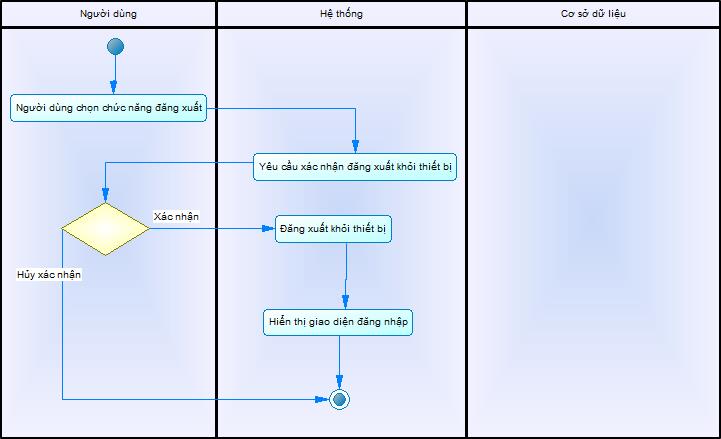 Người dùng
Hệ thống
Cơ sở dữ liệu
Người dùng chọn chức năng đăng xuất
Yêu cầu xác nhận đăng xuất khỏi thiết bị
Xác nhận
Đăng xuất khỏi thiết bị
Hủy xác nhận
Hiển thị giao diện đăng nhập